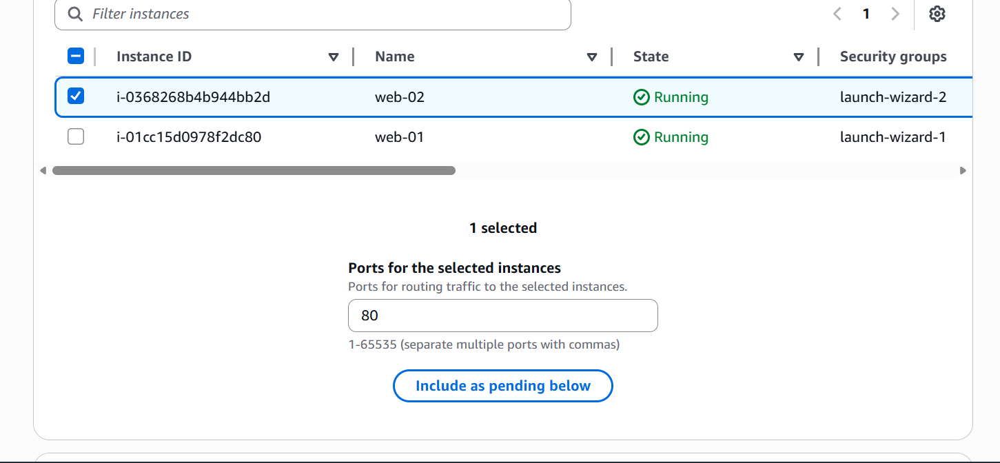 Filter instances
1
Instance ID Name State Security groups
i-0368268b4b944bb2d web-02 Running launch-wizard-2
i-01cc15d0978f2dc80 web-01 Running launch-wizard-1
1 selected
Ports for the selected instances
Ports for routing traffic to the selected instances.
80
1-65535 (separate multiple ports with commas)
Include as pending below